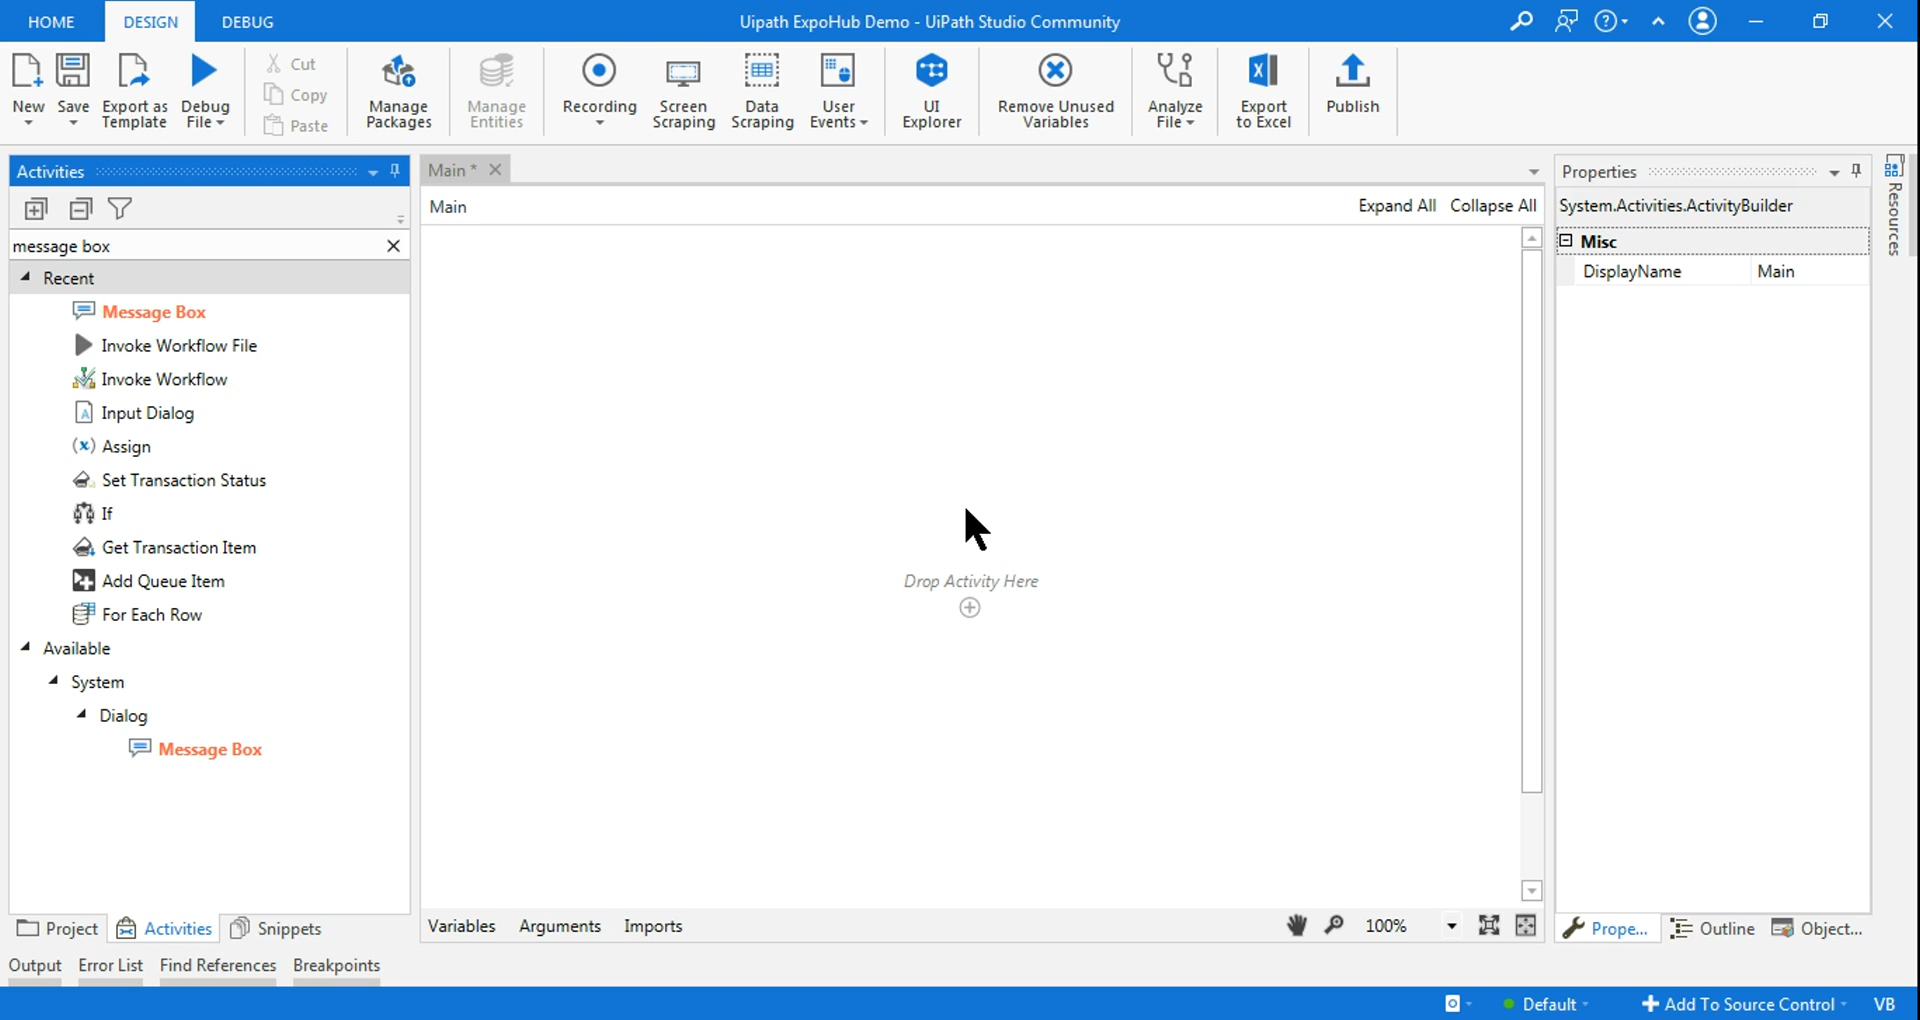 HOME DESIGN DEBUG
Uipath ExpoHub Demo - UiPath Studio Community
New
Save
Export as
Template
Debug
File
Cut
Copy
Paste
Manage
Packages
Manage
Entities
Recording
Screen
Scraping
Data
Scraping
User
Events
UI
Explorer
Remove Unused
Variables
Analyze
File
Export
to Excel
Publish
Activities
message box
Recent
Message Box
Invoke Workflow File
Invoke Workflow
Input Dialog
Assign
Set Transaction Status
If
Get Transaction Item
Add Queue Item
For Each Row
Available
System
Dialog
Message Box
Project Activities Snippets
Main *
Main
Expand All Collapse All
Drop Activity Here
Variables Arguments Imports
100%
Properties
System.Activities.ActivityBuilder
Misc
DisplayName Main
Prope... Outline Object...
Resources
Output Error List Find References Breakpoints
Default Add To Source Control VB